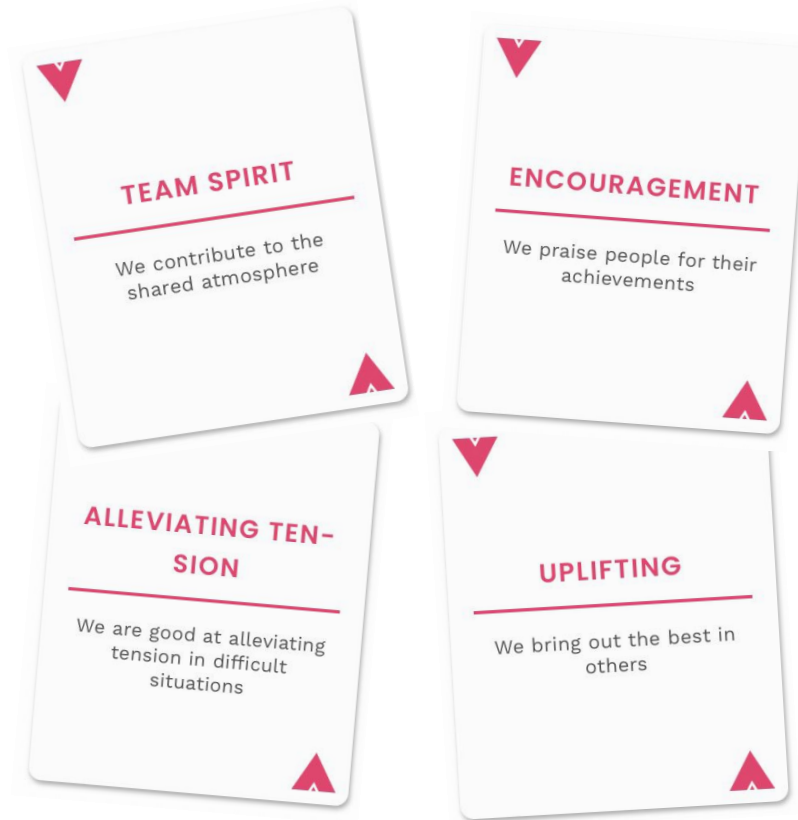 TEAM SPIRIT
We contribute to the
shared atmosphere
ENCOURAGEMENT
We praise people for their
achievements
ALLEVIATING TEN-
SION
We are good at alleviating
tension in difficult
situations
UPLIFTING
We bring out the best in
others